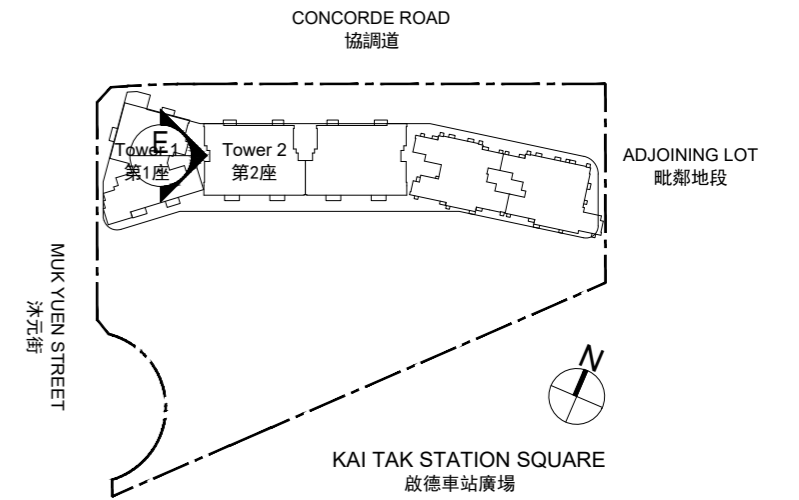 CONCORDE ROAD
協調道
E
Tower 1
第1座
Tower 2
第2座
ADJOINING LOT
毗鄰地段
MUK YUEN STREET
沐元街
N
KAI TAK STATION SQUARE
啟德車站廣場